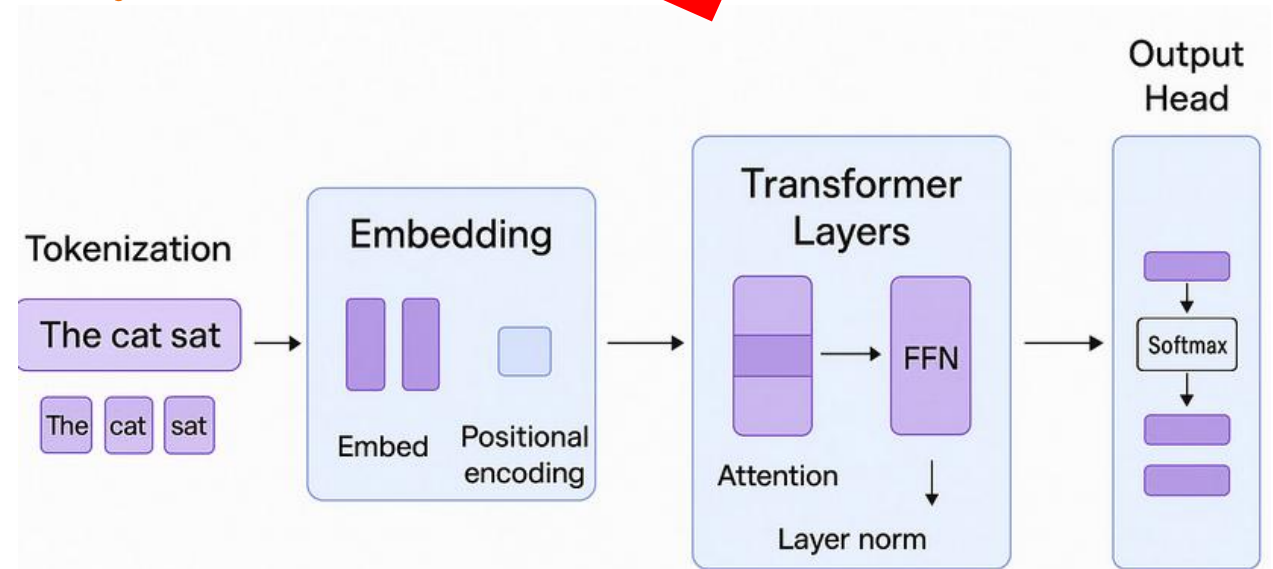 Tokenization
The cat sat
The cat sat
Embedding
Embed
Positional
encoding
Transformer
Layers
Attention
FFN
Layer norm
Output
Head
Softmax